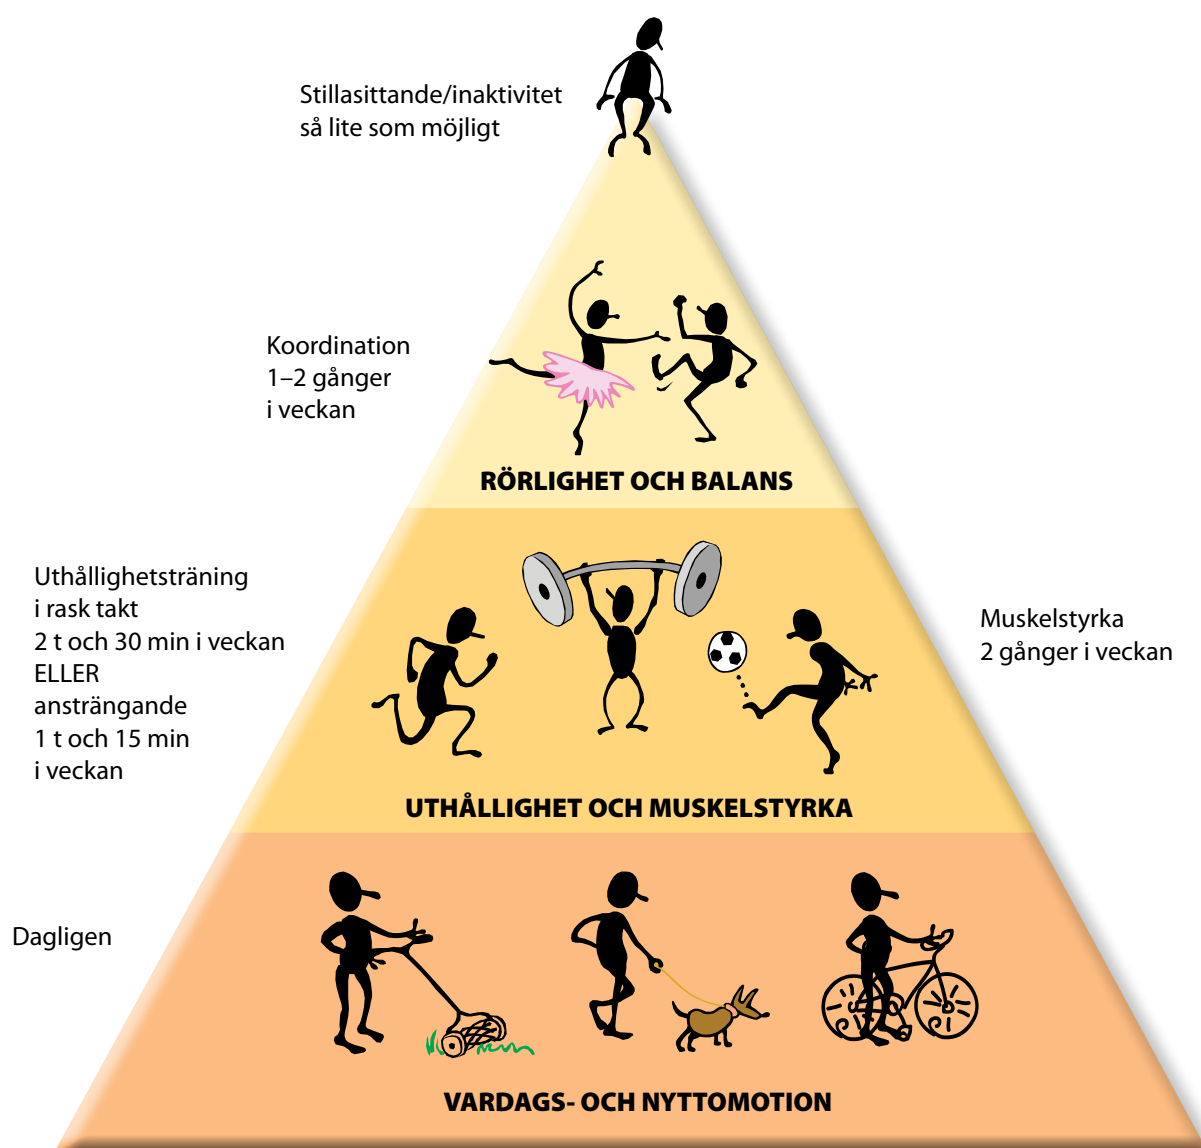 Stillasittande/inaktivitet
så lite som möjligt
Koordination
1–2 gånger
i veckan
RÖRLIGHET OCH BALANS
Uthållighetsträning
i rask takt
2 t och 30 min i veckan
ELLER
ansträngande
1 t och 15 min
i veckan
Muskelstyrka
2 gånger i veckan
UTHÅLLIGHET OCH MUSKELSTYRKA
Dagligen
VARDAGS- OCH NYTTOMOTION